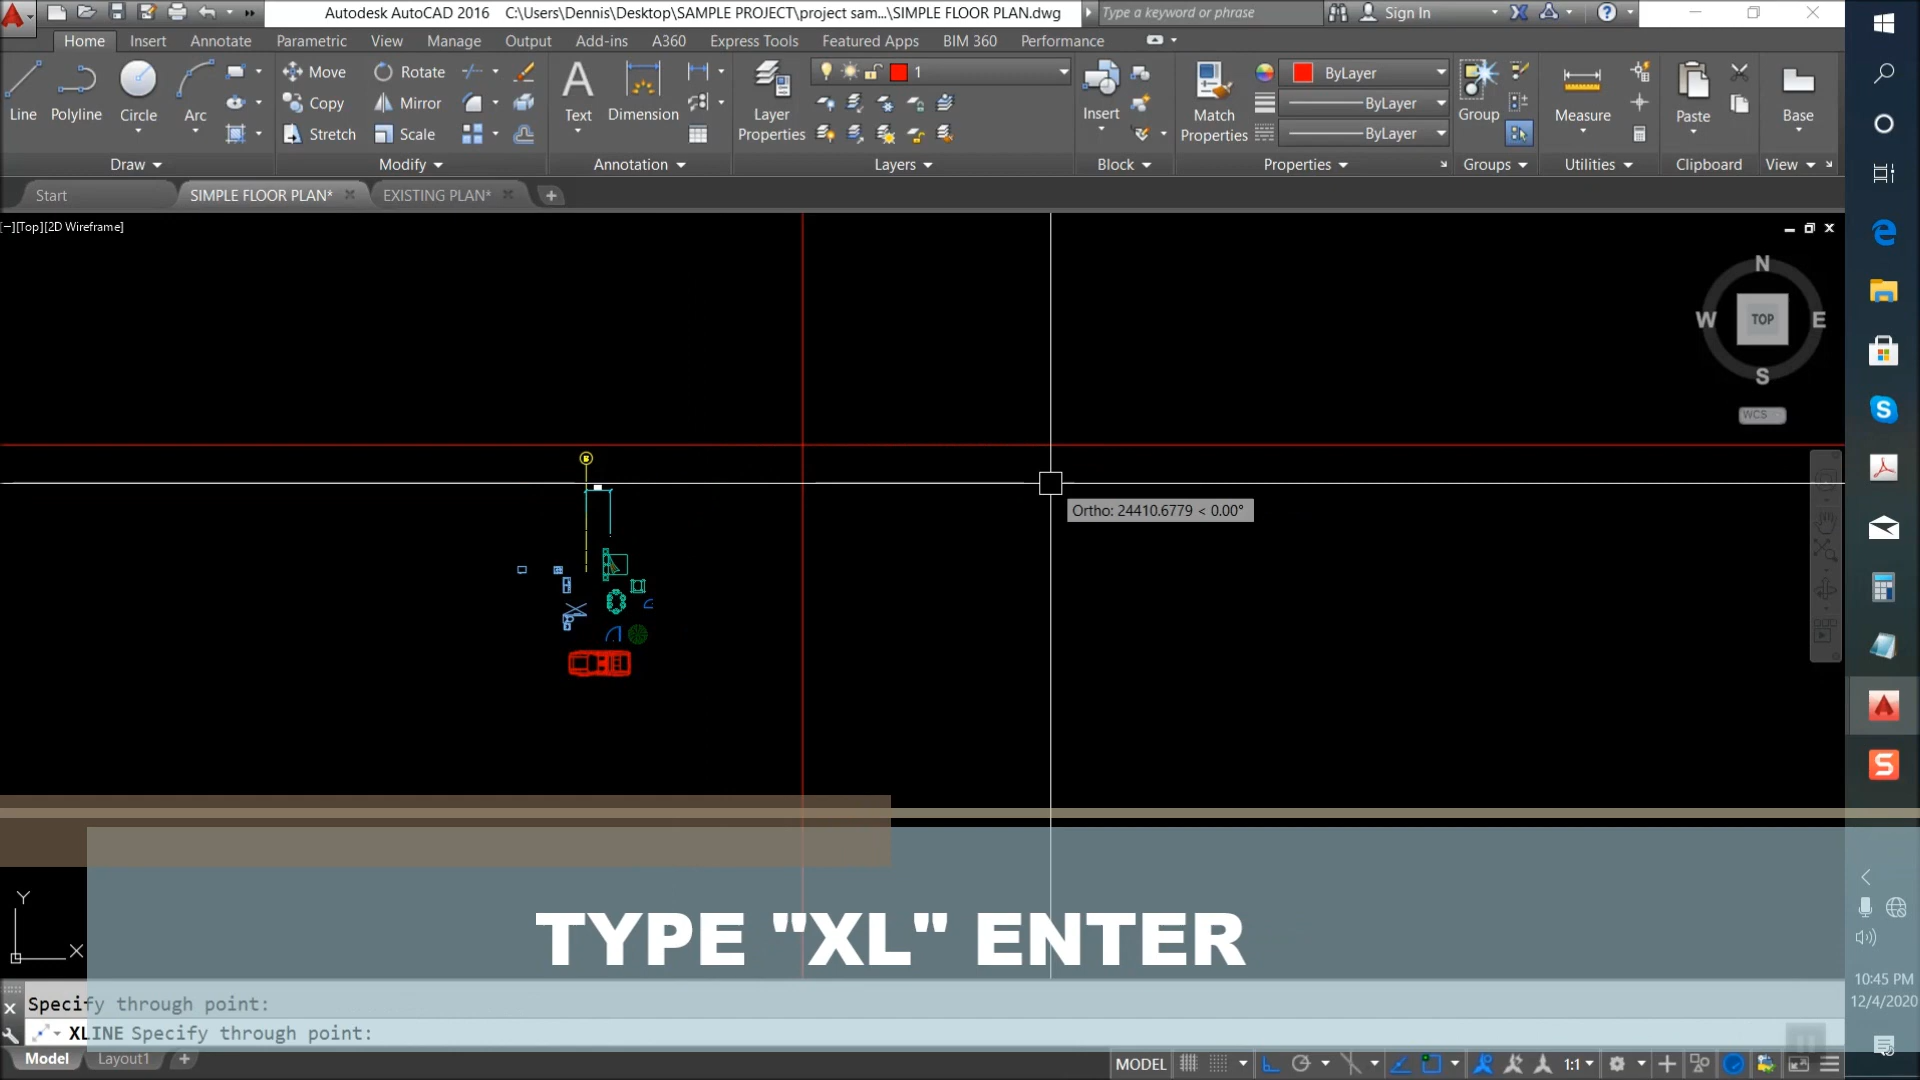 Autodesk AutoCAD 2016 C:\Users\Dennis\Desktop\SAMPLE PROJECT\project sam...\SIMPLE FLOOR PLAN.dwg
Type a keyword or phrase
Sign In
Home Insert Annotate Parametric View Manage Output Add-ins A360 Express Tools Featured Apps BIM 360 Performance
Line Polyline Circle Arc
Move Rotate
Copy Mirror
Stretch Scale
Text Dimension
Layer Properties
1
Insert
Match Properties
ByLayer
ByLayer
ByLayer
Group
Measure
Paste
Base
Draw Modify Annotation Layers Block Properties Groups Utilities Clipboard View
Start SIMPLE FLOOR PLAN* EXISTING PLAN*
[−][Top][2D Wireframe]
N
W TOP E
S
WCS
Ortho: 24410.6779 < 0.00°
TYPE "XL" ENTER
Y
X
Specify through point:
XLINE Specify through point:
Model Layout1
MODEL 1:1
10:45 PM
12/4/2020